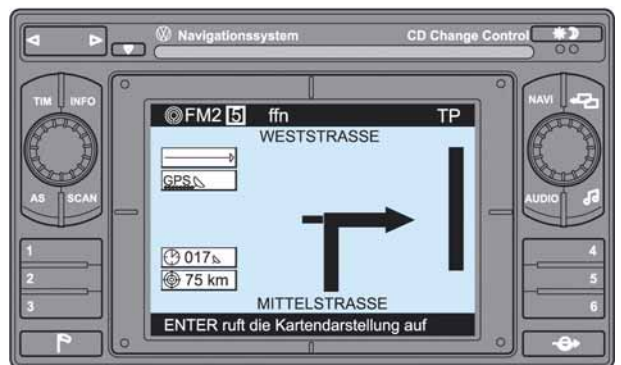 Navigationssystem CD Change Control
TIM INFO
NAVI
FM2 5 ffn TP
WESTSTRASSE
GPS
AS SCAN
AUDIO
017
75 km
1
2
3
4
5
6
MITTELSTRASSE
ENTER ruft die Kartendarstellung auf